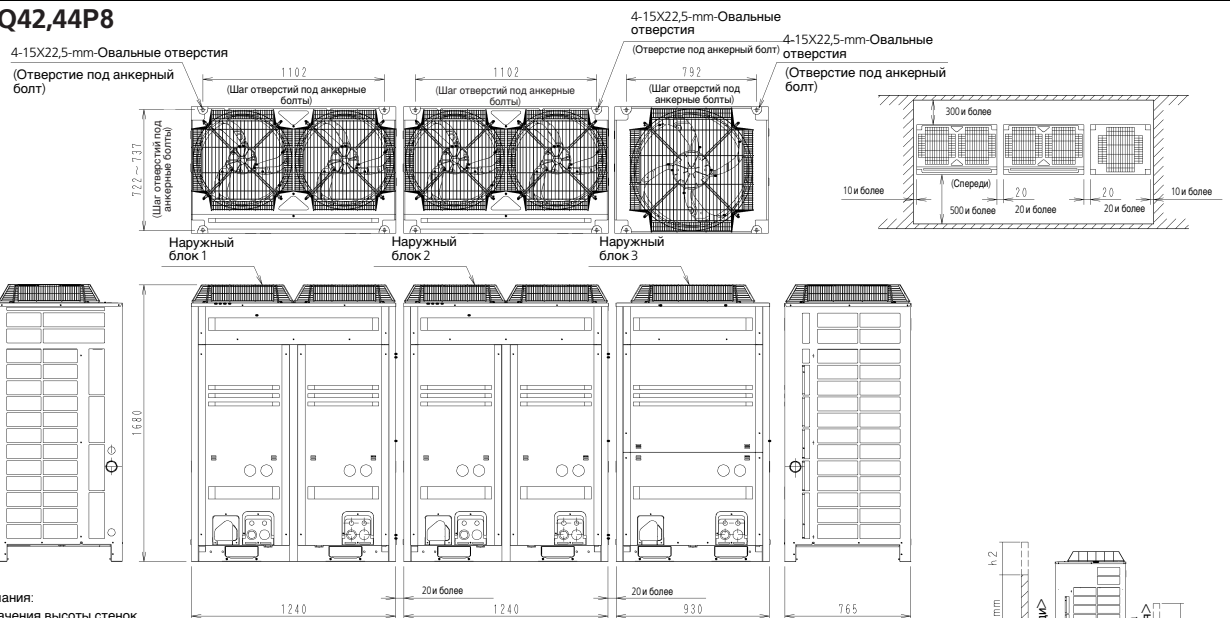 Q42,44P8
4-15X22,5-mm-Овальные отверстия
(Отверстие под анкерный
болт)
4-15X22,5-mm-Овальные
отверстия
(Отверстие под анкерный болт)
4-15X22,5-mm-Овальные
отверстия
(Отверстие под анкерный
болт)
1102
(Шаг отверстий под анкерные
болты)
1102
(Шаг отверстий под анкерные
болты)
792
(Шаг отверстий под
анкерные болты)
722～737
(Шаг отверстий под
анкерные болты)
300 и более
10 и более
(Спереди)
500 и более
20
20 и более
20
20 и более
10 и более
Наружный
блок 1
Наружный
блок 2
Наружный
блок 3
1680
20 и более
20 и более
1240
1240
930
765
h2
mm
ания:
ачения высоты стенок